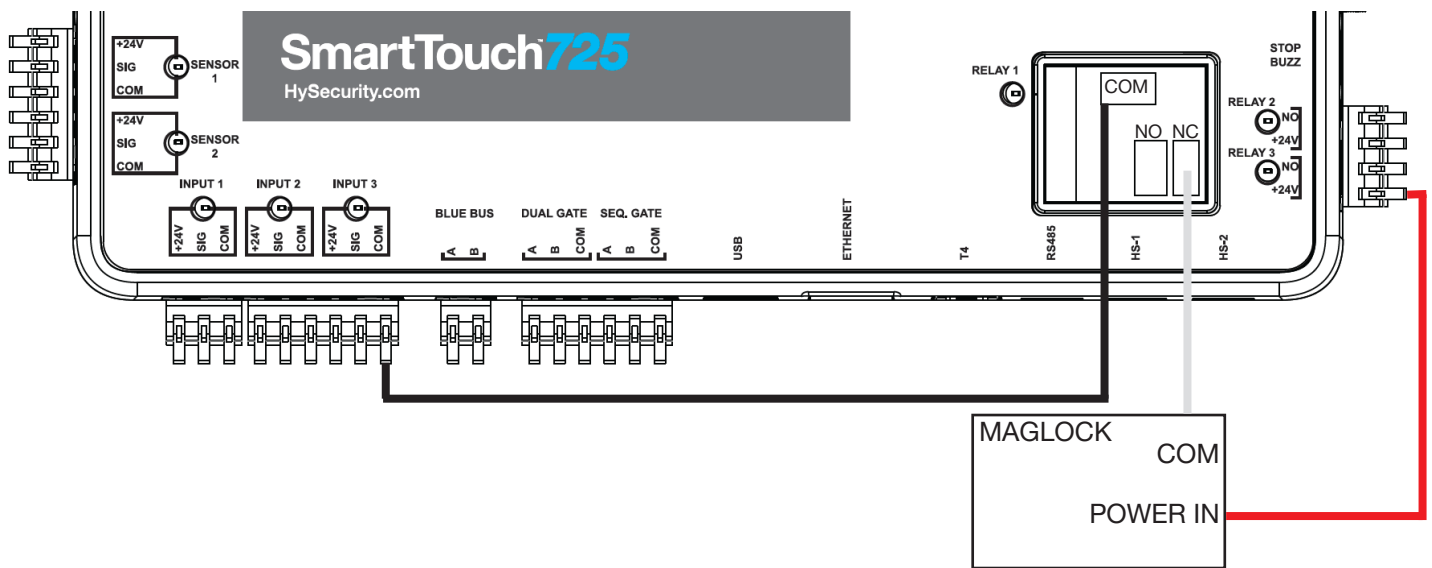 SmartTouch™725
HySecurity.com
+24V
SIG
COM
SENSOR
1
+24V
SIG
COM
SENSOR
2
INPUT 1
INPUT 2
INPUT 3
+24V
SIG
COM
+24V
SIG
COM
+24V
SIG
COM
BLUE BUS
A
B
DUAL GATE
A
B
COM
SEQ. GATE
A
B
COM
USB
ETHERNET
T4
RS485
HS-1
HS-2
RELAY 1
COM
NO
NC
STOP
BUZZ
RELAY 2
NO
+24V
RELAY 3
NO
+24V
MAGLOCK
COM
POWER IN